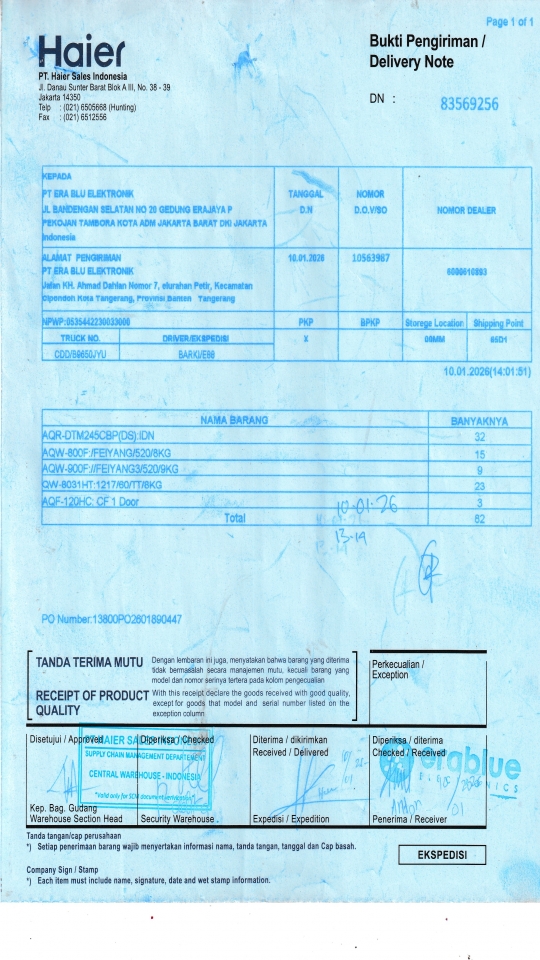 Page 1 of 1
Haier
Bukti Pengiriman /
Delivery Note
PT. Haier Sales Indonesia
Jl. Danau Sunter Barat Blok A III, No. 38 - 39
Jakarta 14350
Telp : (021) 6505668 (Hunting)
Fax : (021) 6512556
DN : 83569256
KEPADA
PT ERA BLU ELEKTRONIK
JL BANDENGAN SELATAN NO 20 GEDUNG ERAJAYA P
PEKOJAN TAMBORA KOTA ADM JAKARTA BARAT DKI JAKARTA
Indonesia
TANGGAL
D.N
NOMOR
D.O.V/SO
NOMOR DEALER
ALAMAT PENGIRIMAN
PT ERA BLU ELEKTRONIK
Jalan KH. Ahmad Dahlan Nomor 7, elurahan Petir, Kecamatan
Cipondoh Kota Tangerang, Provinsi Banten Tangerang
10.01.2026
10563987
NPWP:0535442230033000
PKP
BPKP
Storege Location
Shipping Point
TRUCK NO.
DRIVER/EKSPEDISI
X
65D1
CDD/B9650JYU
BARKI/E80
10.01.2026(14:01:51)
NAMA BARANG BANYAKNYA
AQR-DTM245CBP(DS):IDN 32
AQW-800F:/FEIYANG/520/8KG 15
AQW-900F://FEIYANG3/520/9KG 9
QW-8031HT:1217/60/TT/8KG 23
AQF-120HC: CF 1 Door 3
Total 82
10-01-26
13-14
PO Number:13800PO2601890447
TANDA TERIMA MUTU
Dengan lembaran ini juga, menyatakan bahwa barang yang diterima
tidak bermasalah secara manajemen mutu, kecuali barang yang
model dan nomor serinya tertera pada kolom pengecualian
RECEIPT OF PRODUCT
QUALITY
With this receipt declare the goods received with good quality,
except for goods that model and serial number listed on the
exception column
Perkecualian /
Exception
Disetujui / Approved
Diperiksa / Checked
Diterima / dikirimkan
Received / Delivered
Diperiksa / diterima
Checked / Received
SUPPLY CHAIN MANAGEMENT DEPARTEMENT
CENTRAL WAREHOUSE - INDONESIA
erablue
Kep. Bag. Gudang
Warehouse Section Head
Security Warehouse
Expedisi / Expedition
Penerima / Receiver
Tanda tangan/cap perusahaan
*) Setiap penerimaan barang wajib menyertakan informasi nama, tanda tangan, tanggal dan Cap basah.
EKSPEDISI
Company Sign / Stamp
*) Each item must include name, signature, date and wet stamp information.